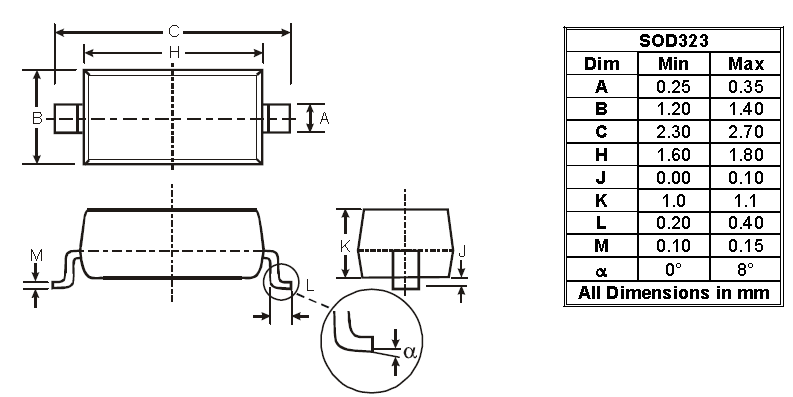 C
H
B
A
M
L
K
J
α
SOD323
Dim Min Max
A 0.25 0.35
B 1.20 1.40
C 2.30 2.70
H 1.60 1.80
J 0.00 0.10
K 1.0 1.1
L 0.20 0.40
M 0.10 0.15
α 0° 8°
All Dimensions in mm